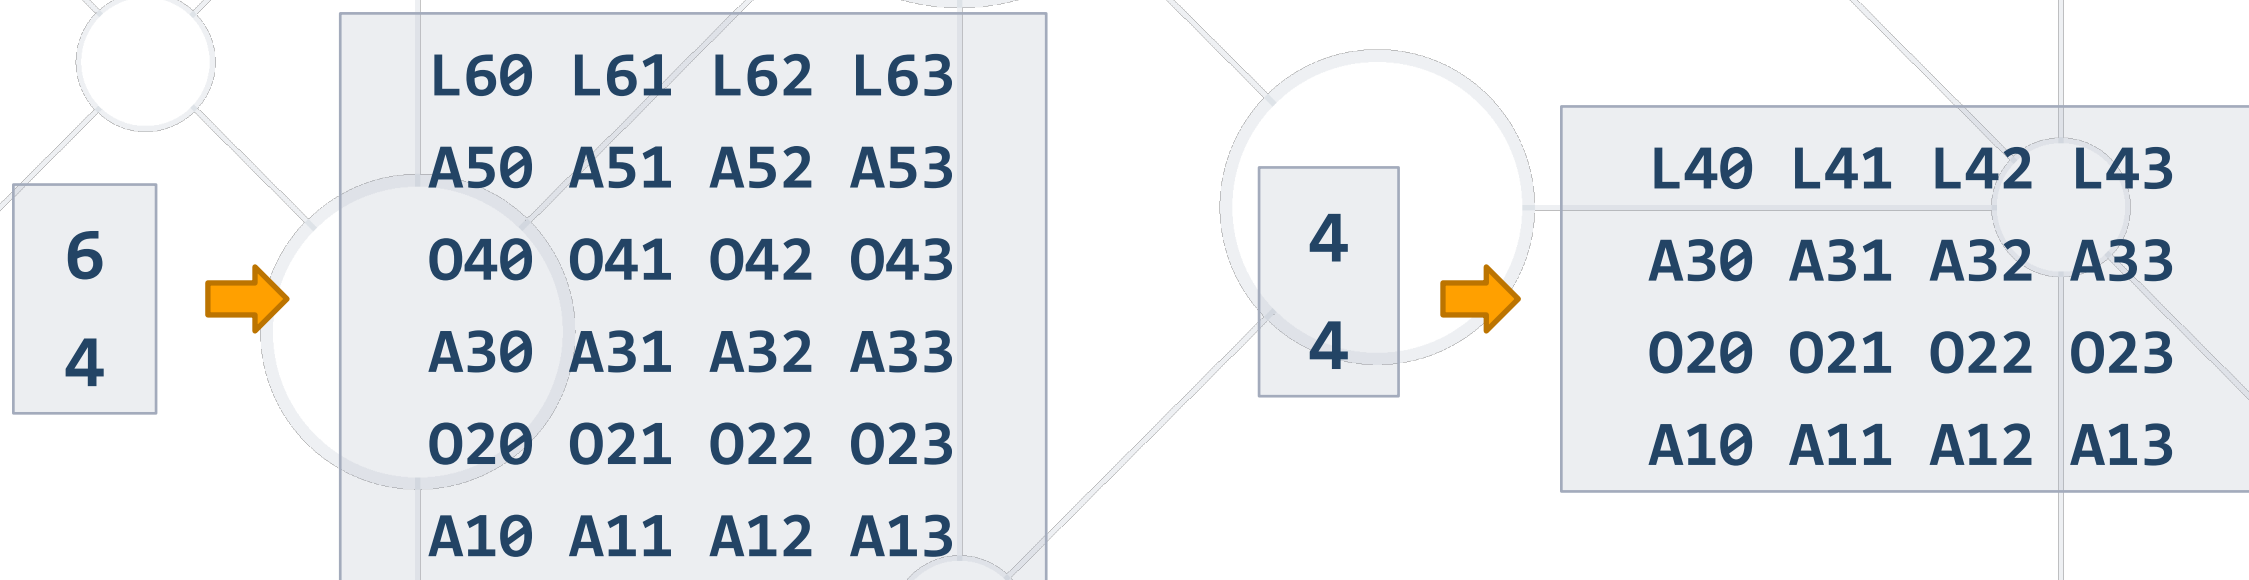 6
4
L60 L61 L62 L63
A50 A51 A52 A53
O40 O41 O42 O43
A30 A31 A32 A33
O20 O21 O22 O23
A10 A11 A12 A13
4
4
L40 L41 L42 L43
A30 A31 A32 A33
O20 O21 O22 O23
A10 A11 A12 A13